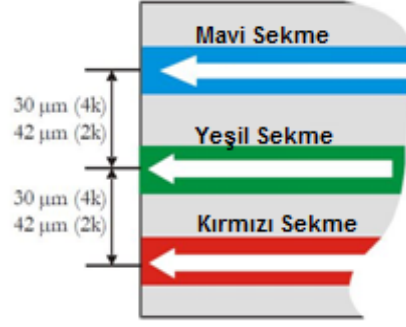 Mavi Sekme
30 µm (4k)
42 µm (2k)
Yeşil Sekme
30 µm (4k)
42 µm (2k)
Kırmızı Sekme